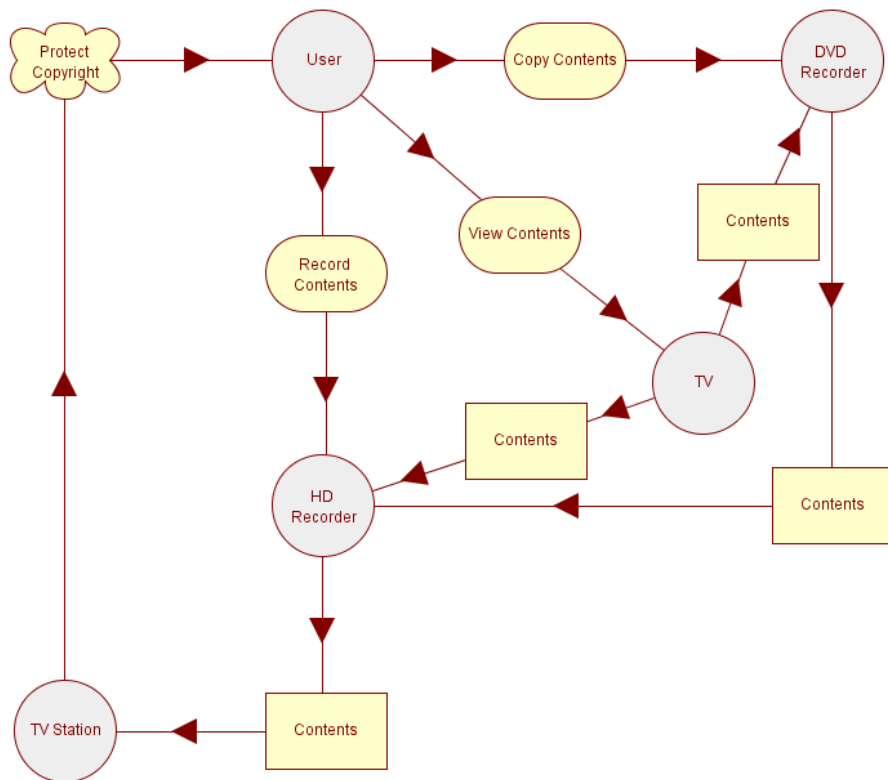 Protect
Copyright
User
Copy Contents
DVD
Recorder
Contents
View Contents
Record
Contents
TV
Contents
HD
Recorder
Contents
TV Station
Contents